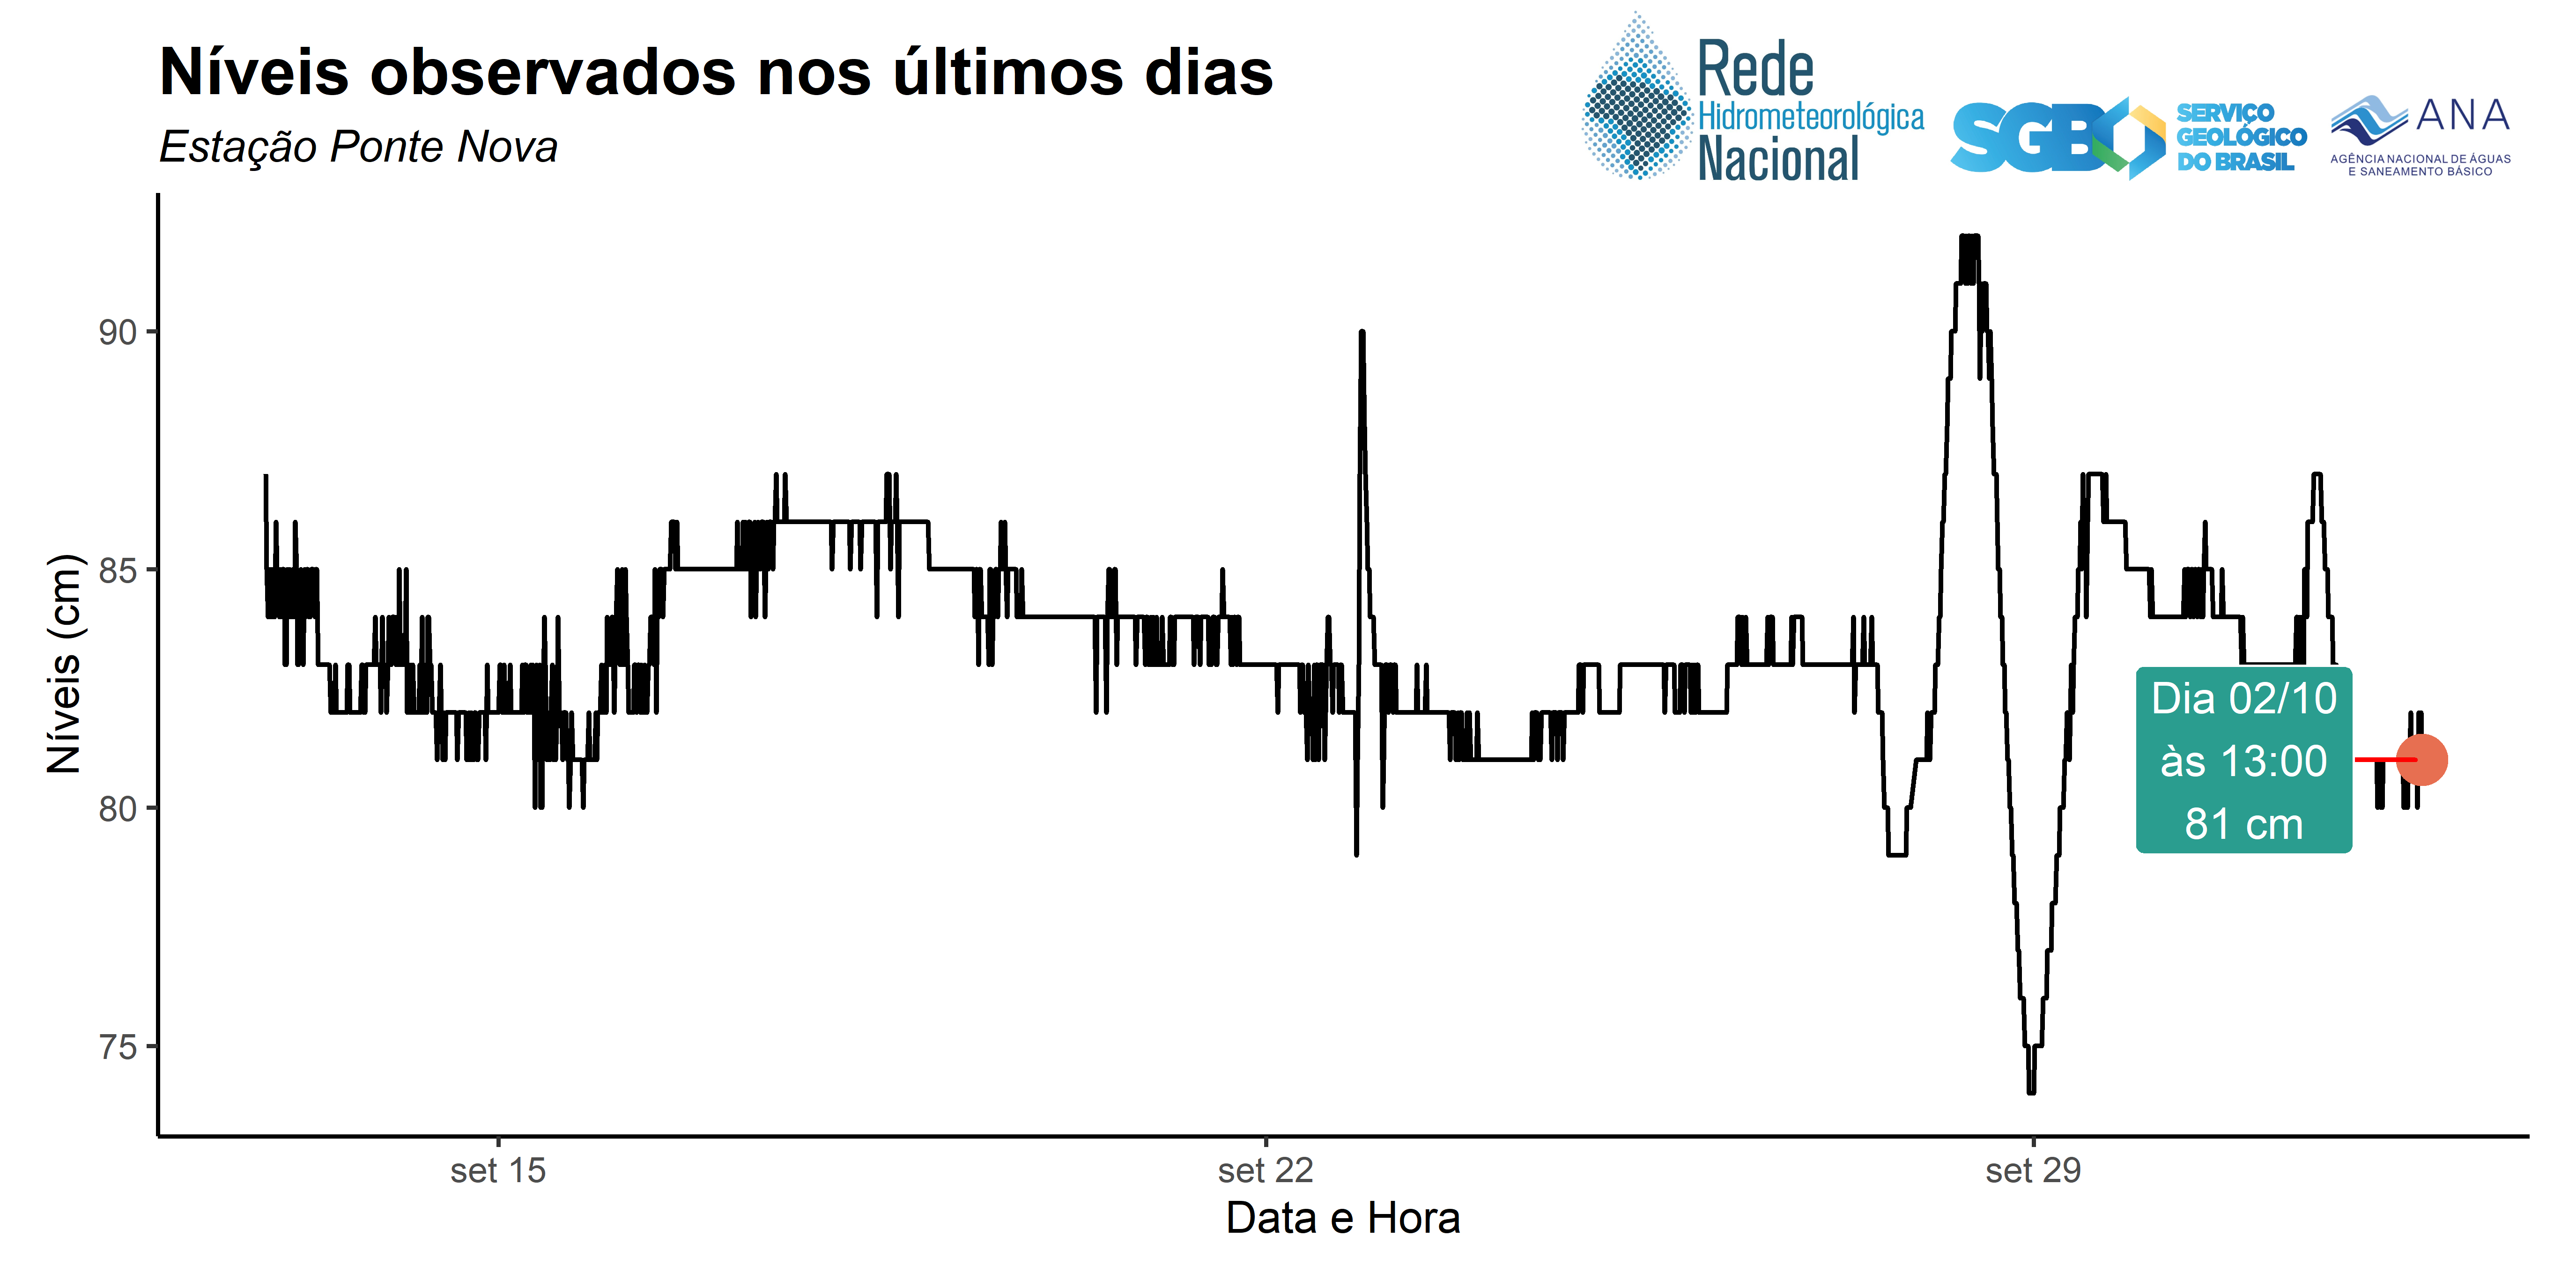 Níveis observados nos últimos dias
Estação Ponte Nova
Rede
Hidrometeorológica
Nacional
SGB
SERVIÇO
GEOLÓGICO
DO BRASIL
ANA
AGÊNCIA NACIONAL DE ÁGUAS
E SANEAMENTO BÁSICO
Níveis (cm)
90
85
80
75
Dia 02/10
às 13:00
81 cm
set 15
set 22
set 29
Data e Hora